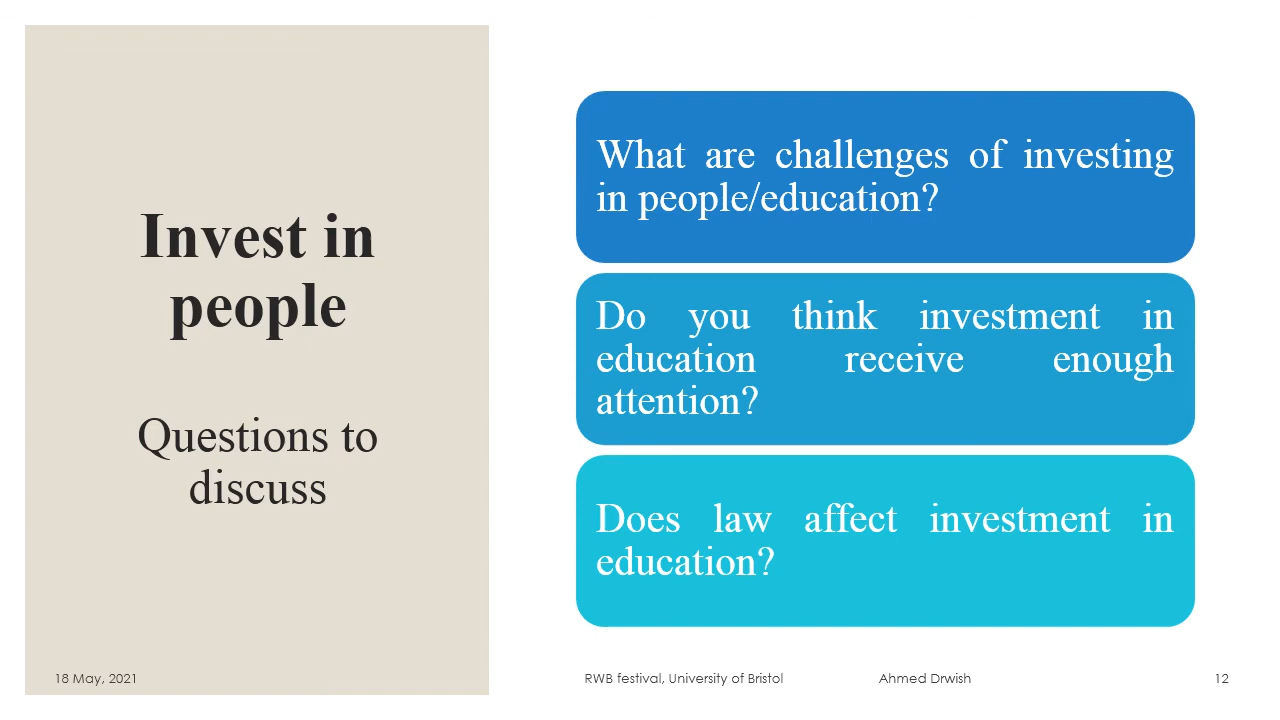 Invest in
people
Questions to
discuss
What are challenges of investing
in people/education?
Do you think investment in
education receive enough
attention?
Does law affect investment in
education?
18 May, 2021
RWB festival, University of Bristol
Ahmed Drwish
12